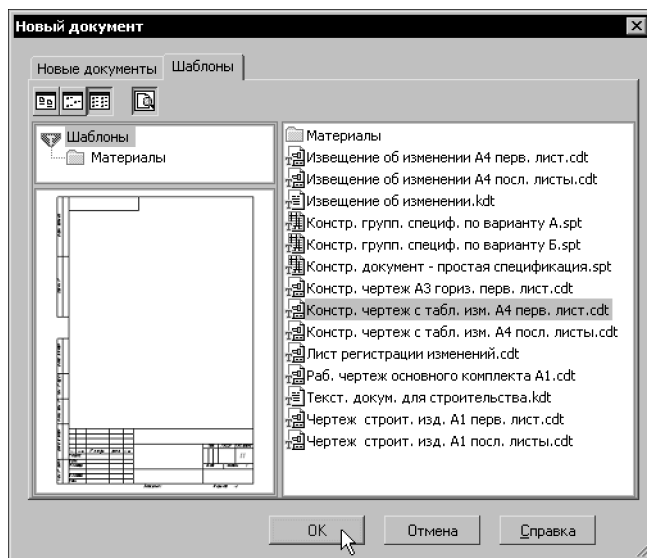 Новый документ
Новые документы
Шаблоны
Шаблоны
Материалы
Материалы
Извещение об изменении А4 перв. лист.cdt
Извещение об изменении А4 посл. листы.cdt
Извещение об изменении.kdt
Констр. групп. специф. по варианту А.spt
Констр. групп. специф. по варианту Б.spt
Констр. документ - простая спецификация.spt
Констр. чертеж А3 гориз. перв. лист.cdt
Констр. чертеж с табл. изм. А4 перв. лист.cdt
Констр. чертеж с табл. изм. А4 посл. листы.cdt
Лист регистрации изменений.cdt
Раб. чертеж основного комплекта А1.cdt
Текст. докум. для строительства.kdt
Чертеж строит. изд. А1 перв. лист.cdt
Чертеж строит. изд. А1 посл. листы.cdt
OK
Отмена
Справка